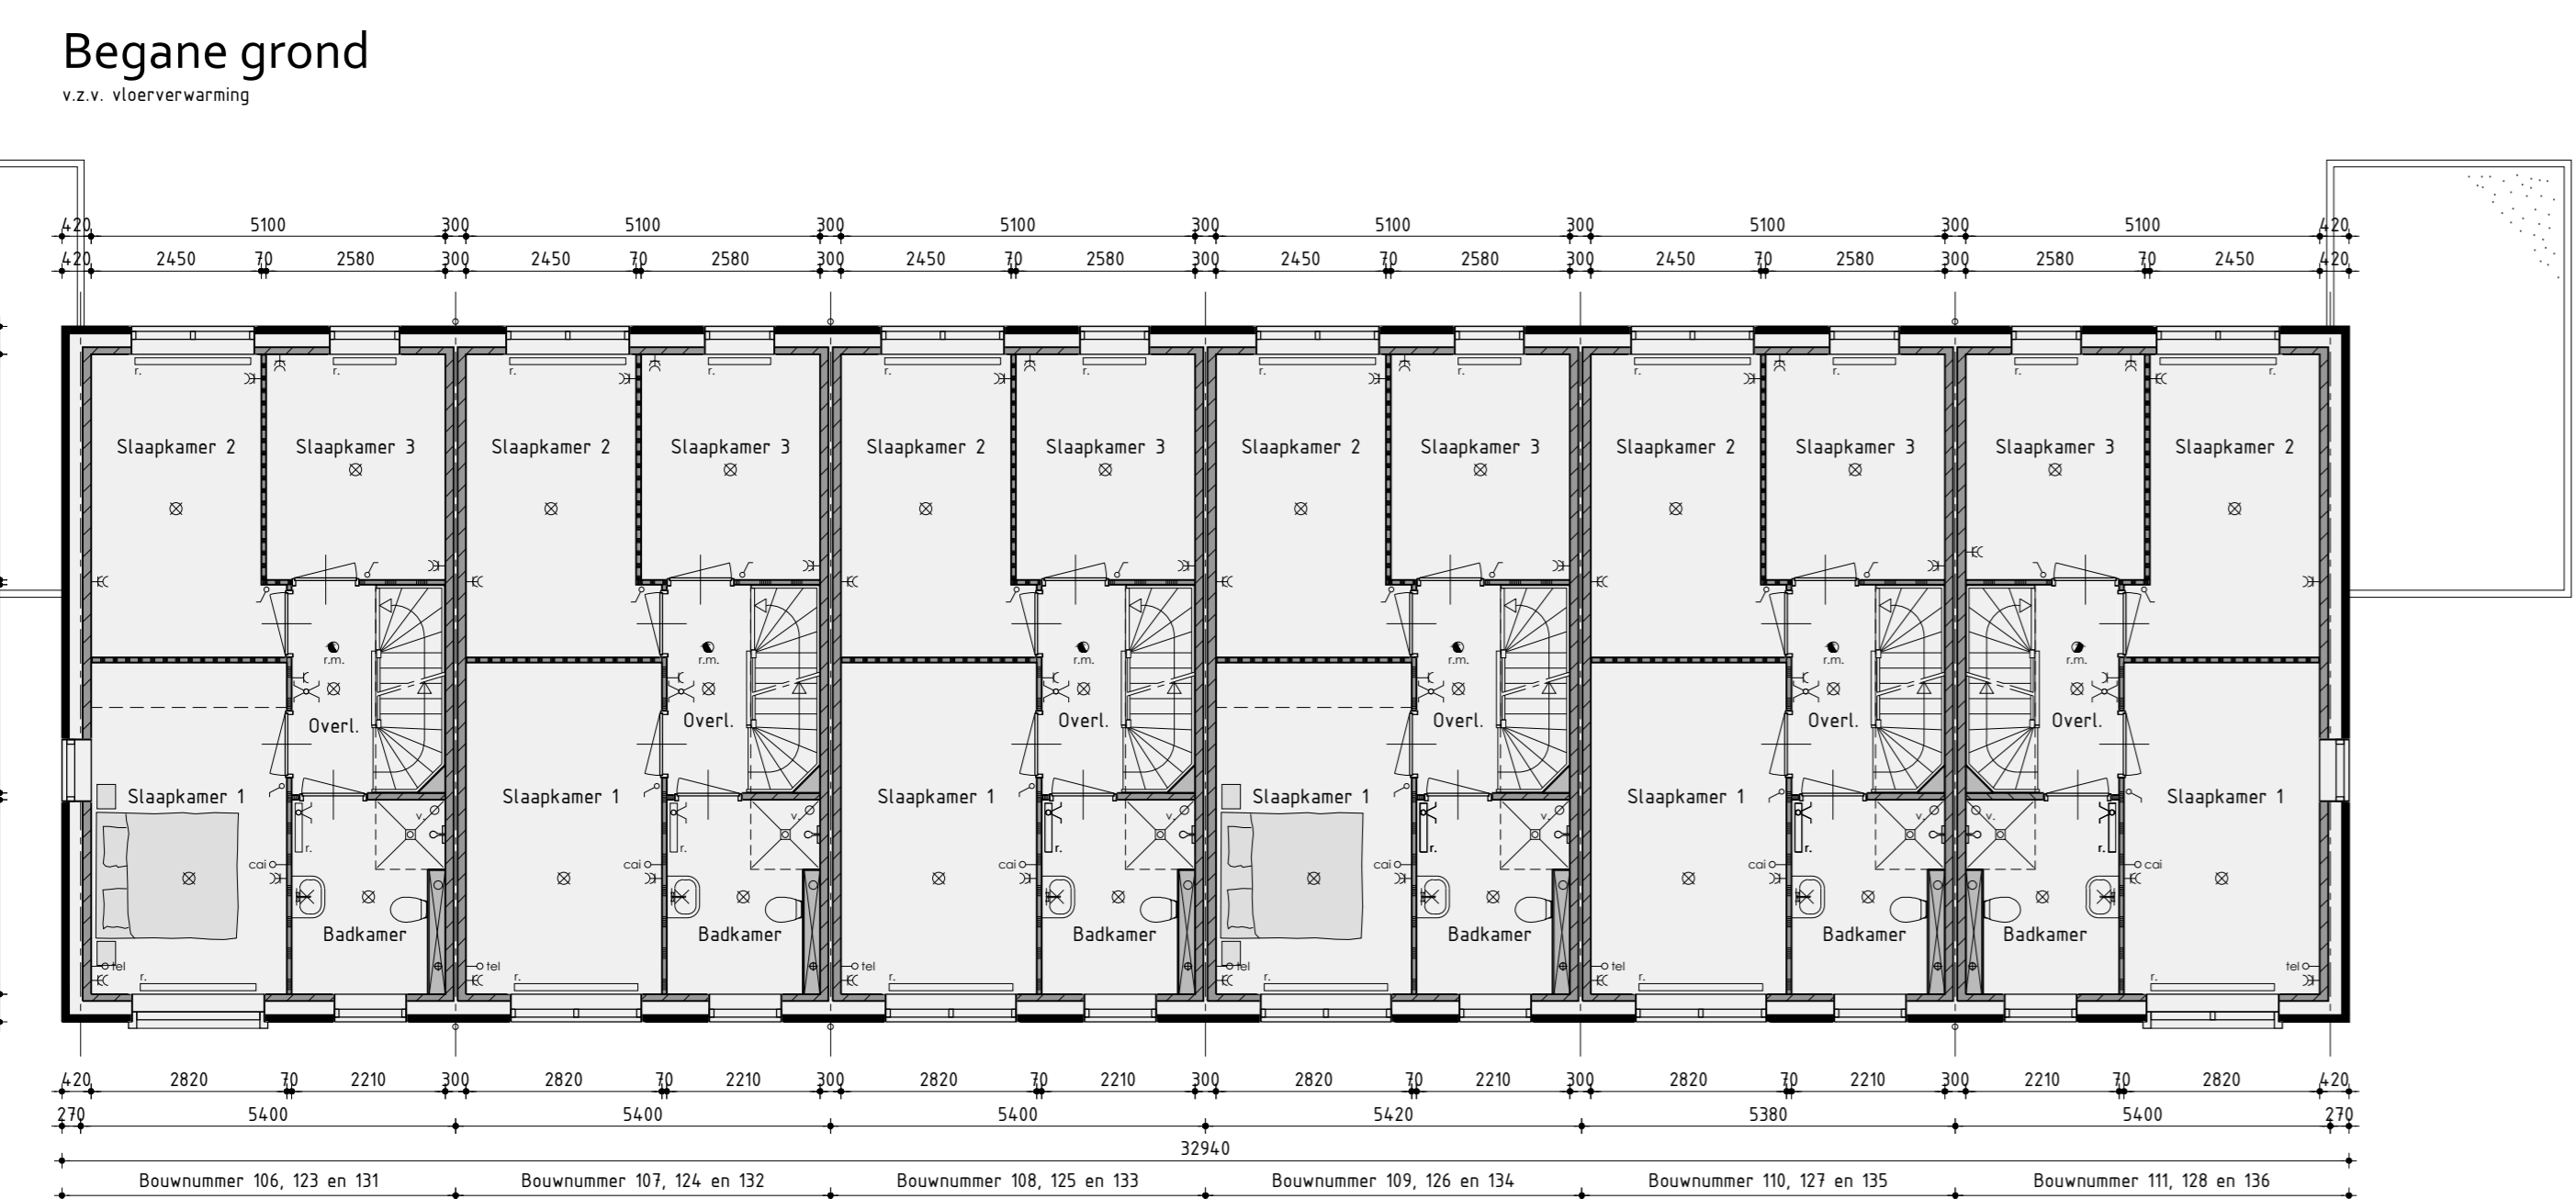 Begane grond
v.z.v. vloerverwarming
420 5100 300 5100 300 5100 300 5100 300 5100 300 5100 420
420 2450 70 2580 300 2450 70 2580 300 2450 70 2580 300 2450 70 2580 300 2450 70 2580 300 2580 70 2450 420
r. r. r. r. r. r. r. r. r. r. r. r.
Slaapkamer 2 Slaapkamer 3 Slaapkamer 2 Slaapkamer 3 Slaapkamer 2 Slaapkamer 3 Slaapkamer 2 Slaapkamer 3 Slaapkamer 2 Slaapkamer 3 Slaapkamer 3 Slaapkamer 2
r.m. r.m. r.m. r.m. r.m. r.m.
Overl. Overl. Overl. Overl. Overl. Overl.
Slaapkamer 1 Slaapkamer 1 Slaapkamer 1 Slaapkamer 1 Slaapkamer 1 Slaapkamer 1
v. v. v. v. v. v.
r. r. r. r. r. r.
cai cai cai cai cai cai
Badkamer Badkamer Badkamer Badkamer Badkamer Badkamer
tel tel tel tel tel tel
r. r. r. r. r. r.
420 2820 70 2210 300 2820 70 2210 300 2820 70 2210 300 2820 70 2210 300 2820 70 2210 300 2210 70 2820 420
270 5400 5400 5400 5420 5380 5400 270
32940
Bouwnummer 106, 123 en 131 Bouwnummer 107, 124 en 132 Bouwnummer 108, 125 en 133 Bouwnummer 109, 126 en 134 Bouwnummer 110, 127 en 135 Bouwnummer 111, 128 en 136